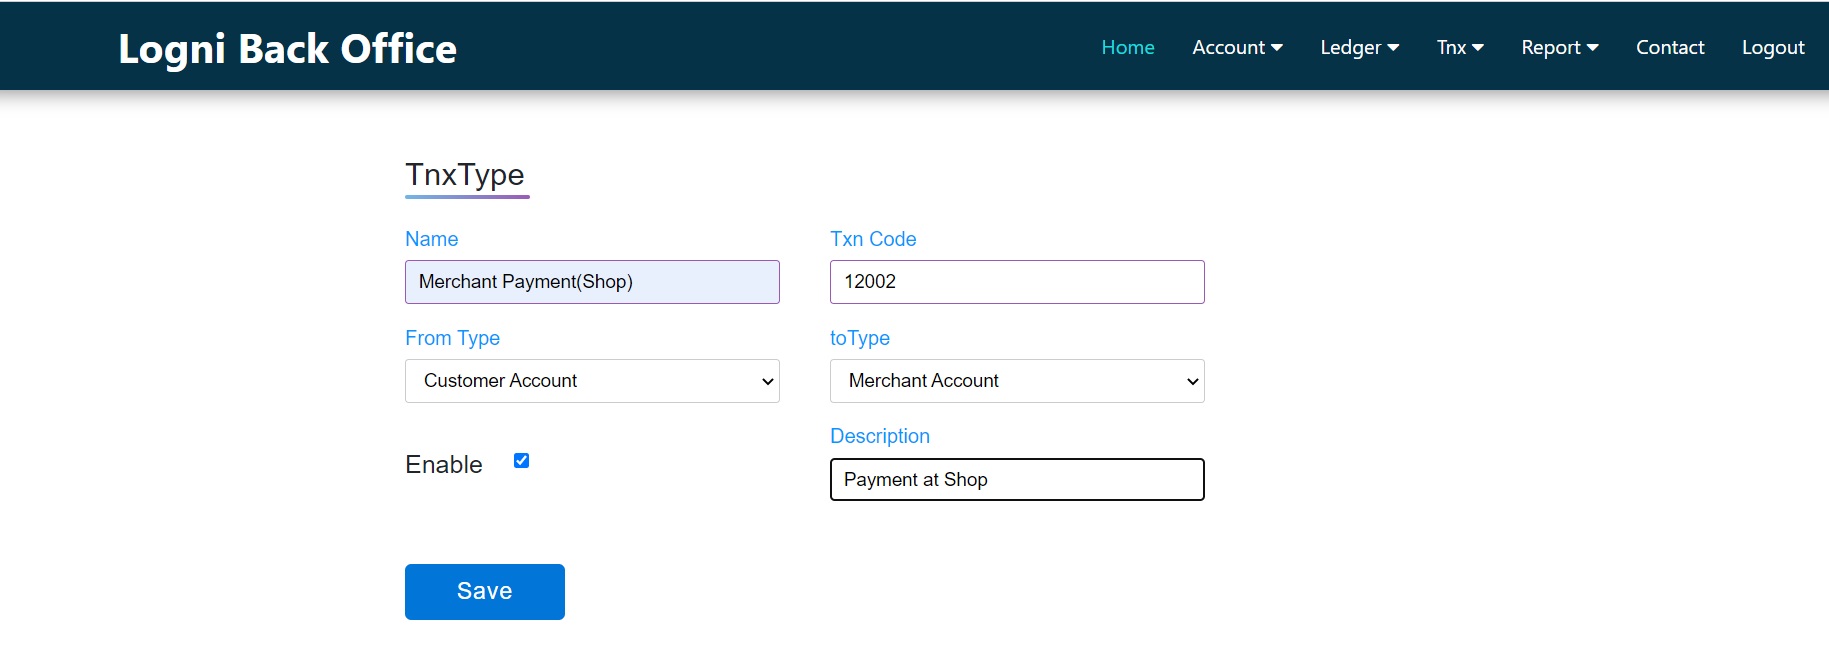 Logni Back Office
Home Account Ledger Tnx Report Contact Logout
TnxType
Name
Txn Code
Merchant Payment(Shop)
12002
From Type
toType
Customer Account
Merchant Account
Description
Enable
Payment at Shop
Save